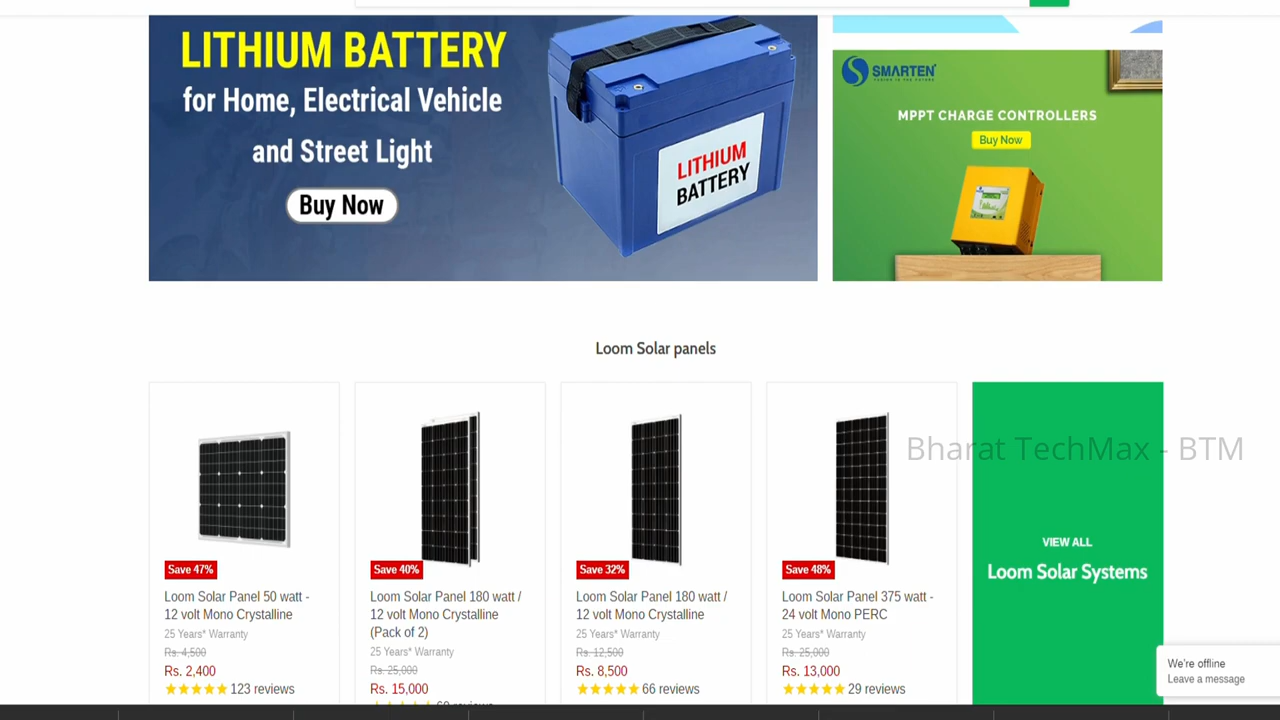 LITHIUM BATTERY
for Home, Electrical Vehicle
and Street Light
Buy Now
LITHIUM
BATTERY
SMARTEN
MPPT CHARGE CONTROLLERS
Buy Now
Loom Solar panels
Bharat TechMax - BTM
Save 47%
Loom Solar Panel 50 watt -
12 volt Mono Crystalline
25 Years* Warranty
Rs. 4,500
Rs. 2,400
123 reviews
Save 40%
Loom Solar Panel 180 watt /
12 volt Mono Crystalline
(Pack of 2)
25 Years* Warranty
Rs. 25,000
Rs. 15,000
Save 32%
Loom Solar Panel 180 watt /
12 volt Mono Crystalline
25 Years* Warranty
Rs. 12,500
Rs. 8,500
66 reviews
Save 48%
Loom Solar Panel 375 watt -
24 volt Mono PERC
25 Years* Warranty
Rs. 25,000
Rs. 13,000
29 reviews
VIEW ALL
Loom Solar Systems
We're offline
Leave a message